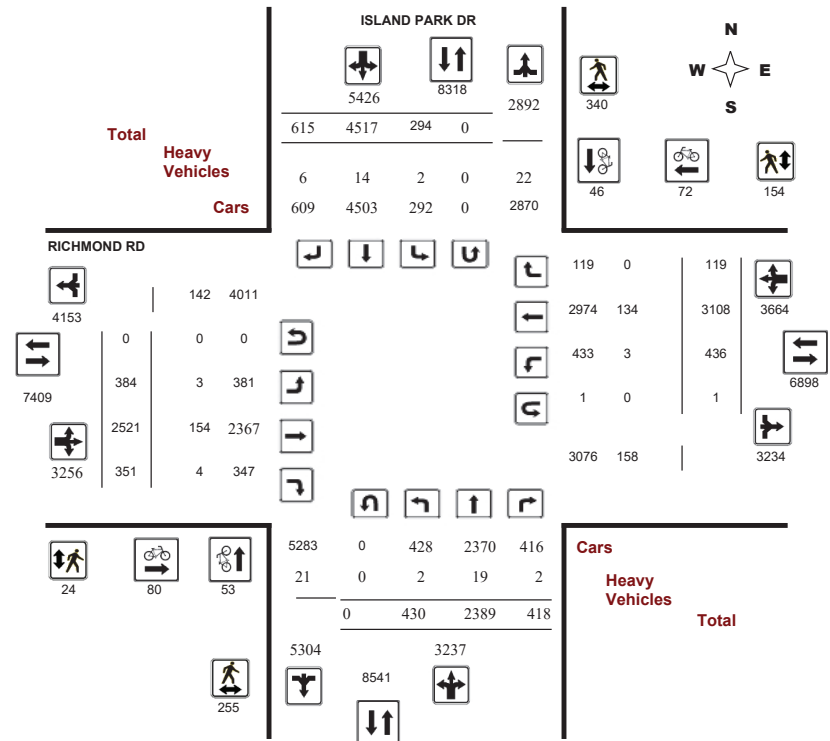 ISLAND PARK DR
N
W E
S
5426 8318 2892 340
615 4517 294 0
Total
Heavy
Vehicles
6 14 2 0 22
46 72 154
Cars 609 4503 292 0 2870
RICHMOND RD
119 0 119
142 4011
4153
2974 134 3108 3664
0 0 0
433 3 436
7409 384 3 381
6898
1 0 1
2521 154 2367
3076 158 3234
3256 351 4 347
5283 0 428 2370 416 Cars
21 0 2 19 2 Heavy
Vehicles
24 80 53
0 430 2389 418 Total
5304 3237
8541
255